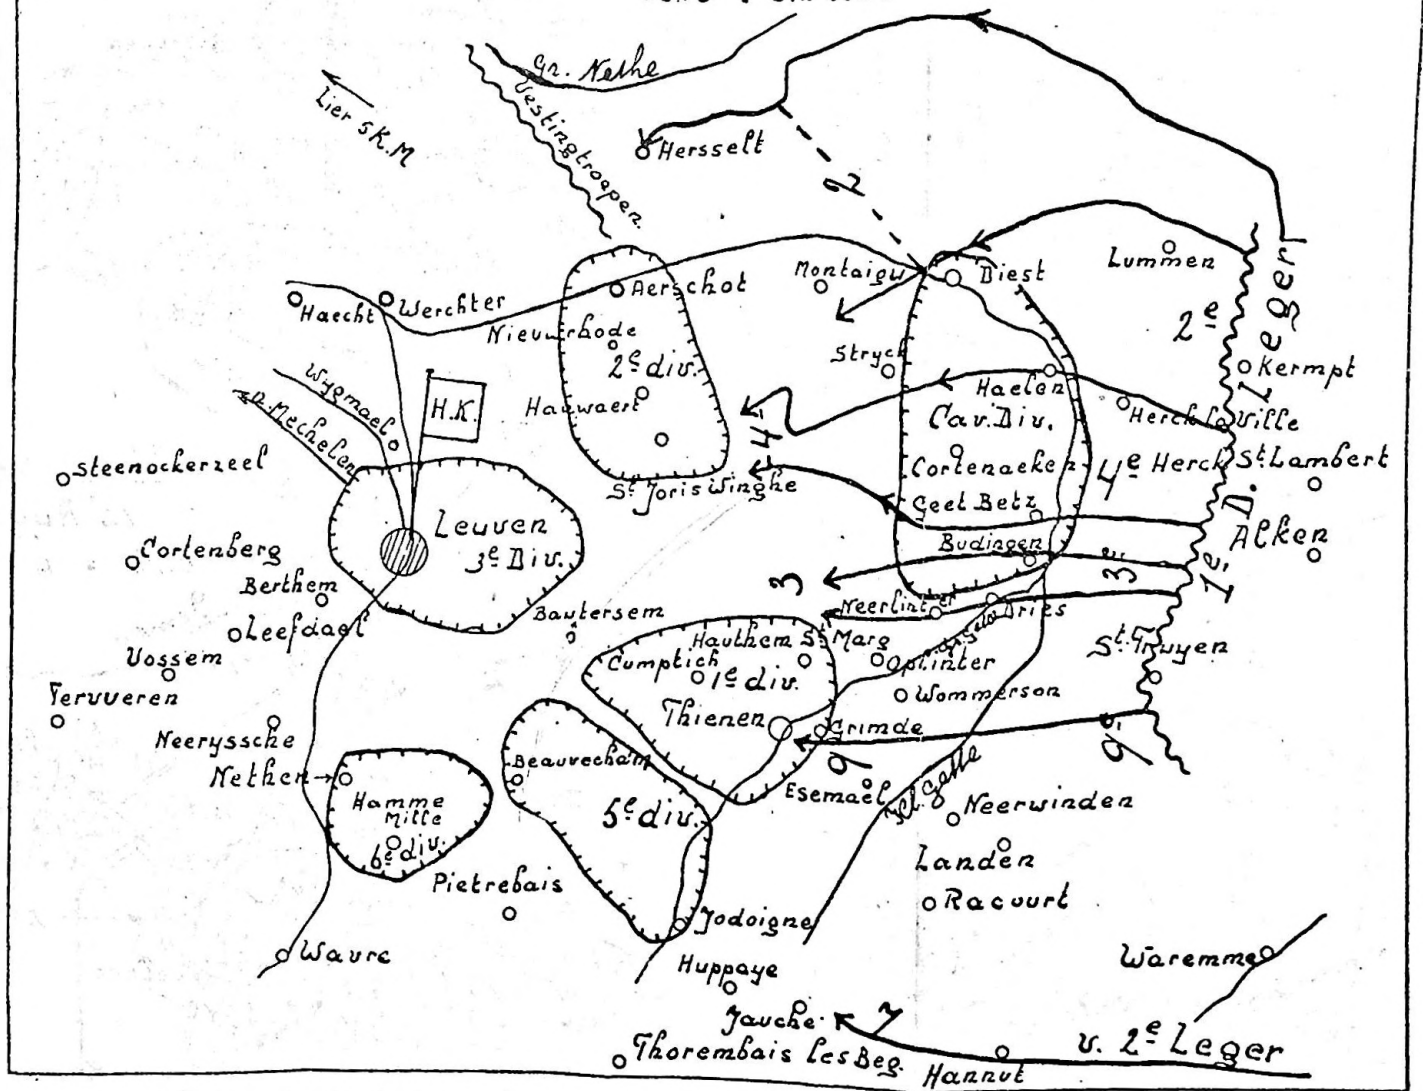 Gr. Nethe
Lier 5 K.M
Vestingtroepen.
Hersselt
2
Lummen
Montaigu
Diest
Haecht
Werchter
Aerschot
Nieuwrhode
2e div.
Hauwaert
St Joris Winghe
Stryck
2e
1e D. Leger
Kermpt
Haelen
Cav. Div.
Herck la Ville
Wygmael
n. Mechelen
H.K.
4
Cortenaeken
4e
Herck St. Lambert
Steenockerzeel
Geet Betz
Leuven
3e Div.
Alken
Budingen
Cortenberg
Berthem
3
3e
Neerlinter
Dries
Leefdael
Bautersem
Hauthem St Marg
St. Truyen
Vossem
Cumptich
1e div.
Oplinter
Tervueren
Wommerson
Thienen
Grimde
9
9e
Neeryssche
Nethen
Beauvecham
Esemael
Kl. Gette
Neerwinden
Hamme
Mille
6e div.
5e div.
Landen
Pietrebais
Racourt
Jodoigne
Wavre
Waremme
Huppaye
Jauche
7
v. 2e Leger
Thorembais les Beg.
Hannut